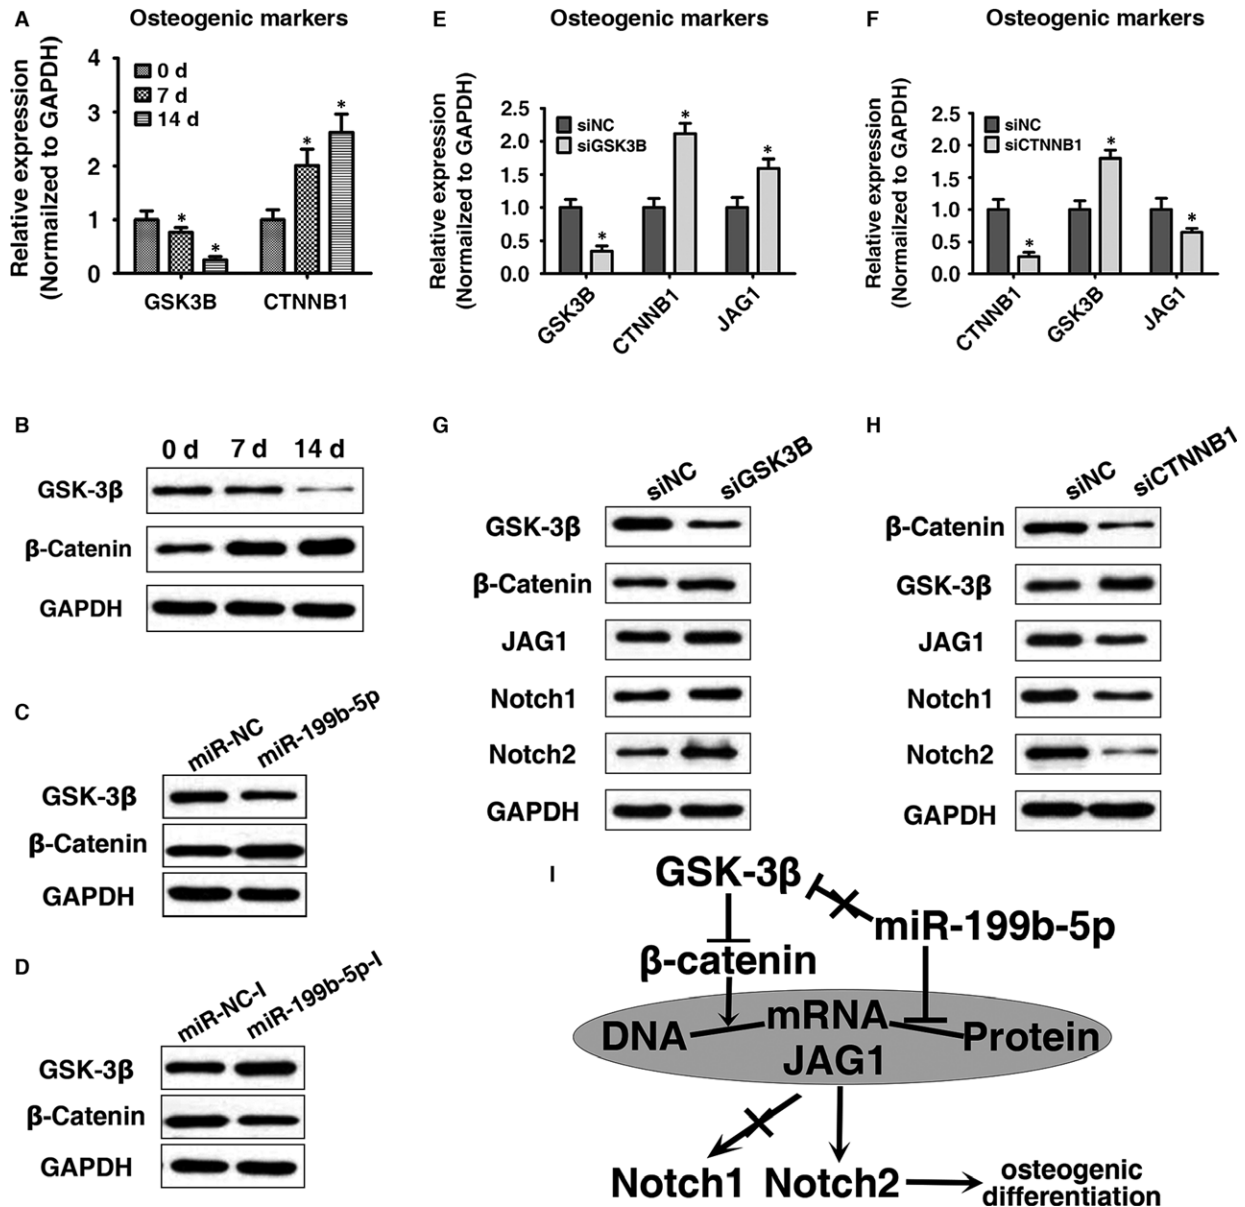 A
Osteogenic markers
Relative expression
(Normailzed to GAPDH)
4
3
2
1
0
0 d
7 d
14 d
*
*
*
*
GSK3B
CTNNB1
E
Osteogenic markers
Relative expression
(Normailzed to GAPDH)
2.5
2.0
1.5
1.0
0.5
0.0
siNC
siGSK3B
*
*
*
GSK3B
CTNNB1
JAG1
F
Osteogenic markers
Relative expression
(Normailzed to GAPDH)
2.5
2.0
1.5
1.0
0.5
0.0
siNC
siCTNNB1
*
*
*
CTNNB1
GSK3B
JAG1
B
0 d 7 d 14 d
GSK-3β
β-Catenin
GAPDH
C
miR-NC
miR-199b-5p
GSK-3β
β-Catenin
GAPDH
D
miR-NC-I
miR-199b-5p-I
GSK-3β
β-Catenin
GAPDH
G
siNC
siGSK3B
GSK-3β
β-Catenin
JAG1
Notch1
Notch2
GAPDH
H
siNC
siCTNNB1
β-Catenin
GSK-3β
JAG1
Notch1
Notch2
GAPDH
I
GSK-3β
miR-199b-5p
β-catenin
DNA mRNA Protein
JAG1
Notch1 Notch2
osteogenic
differentiation